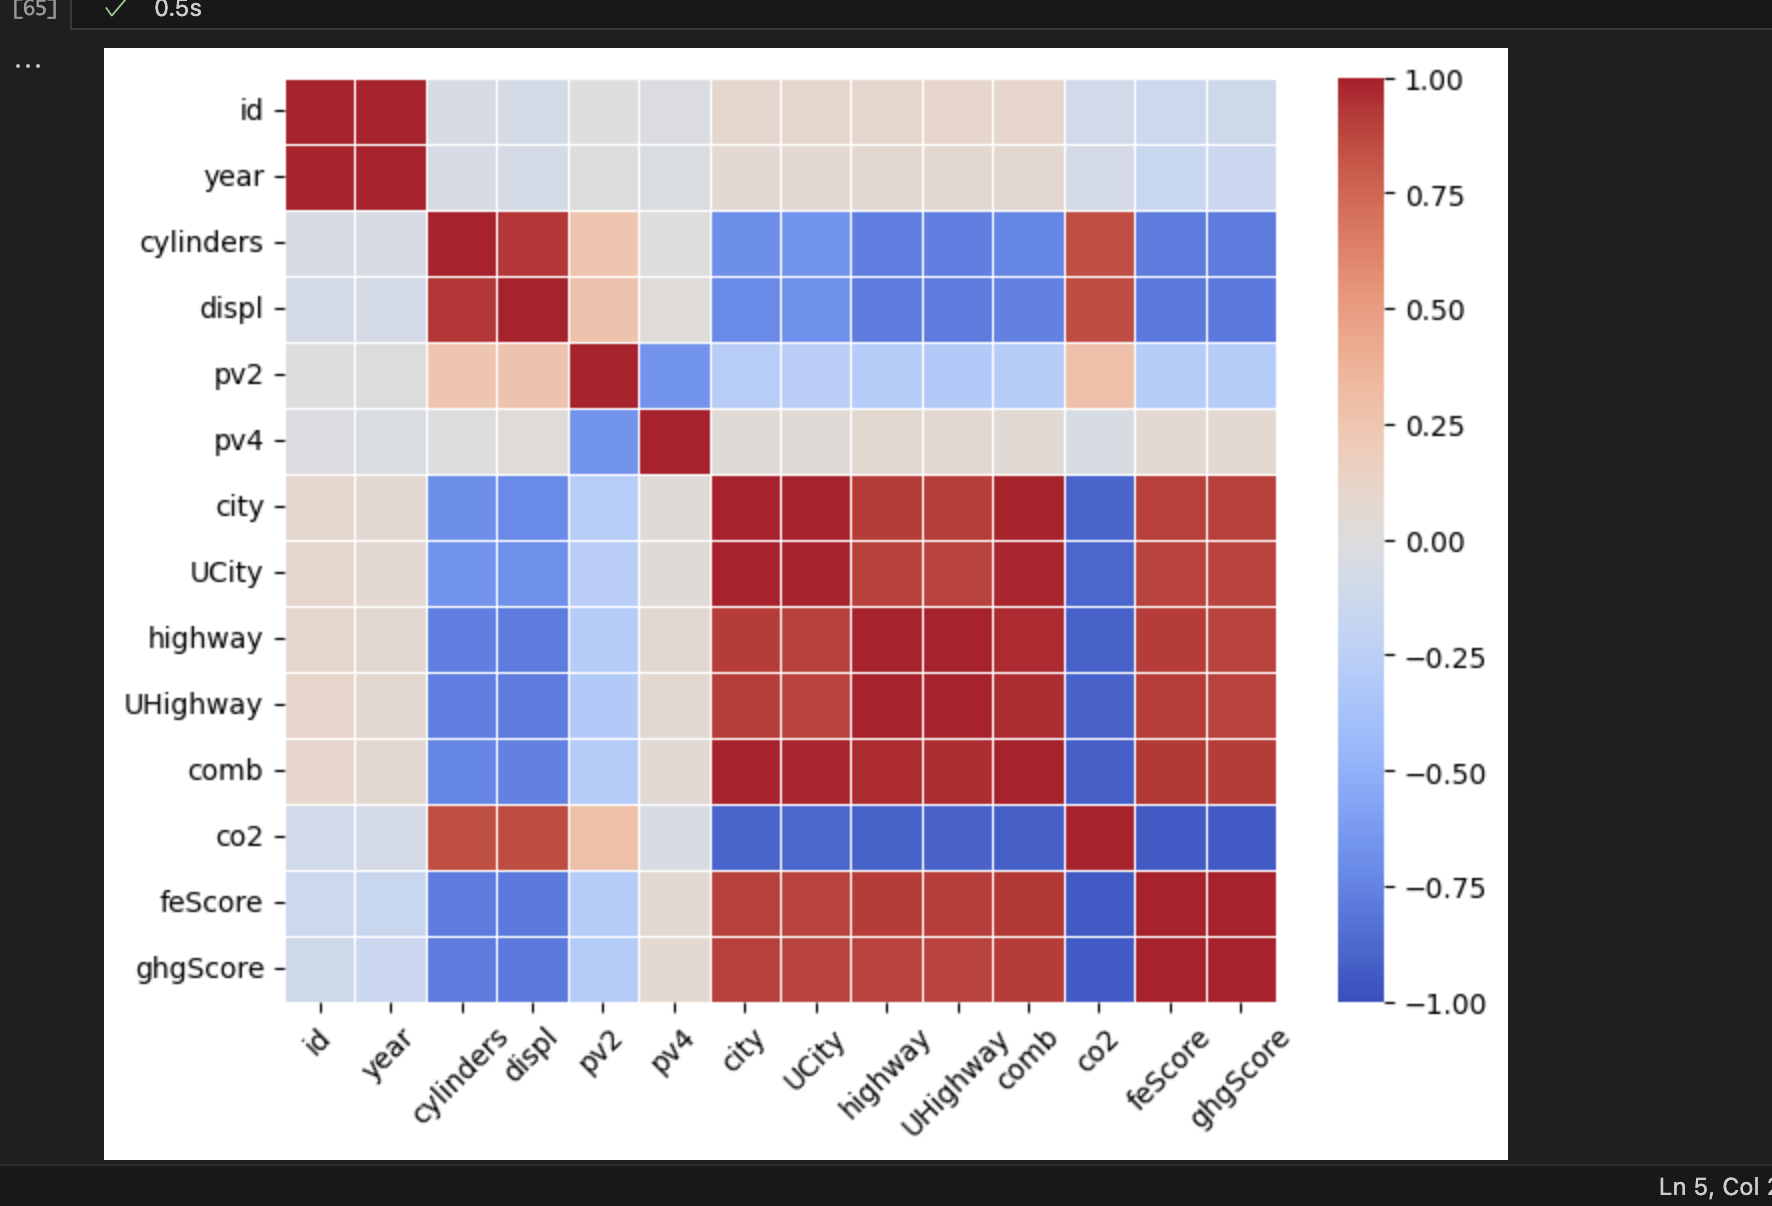 [65]
✓ 0.5s
...
id
year
cylinders
displ
pv2
pv4
city
UCity
highway
UHighway
comb
co2
feScore
ghgScore
id
year
cylinders
displ
pv2
pv4
city
UCity
highway
UHighway
comb
co2
feScore
ghgScore
1.00
0.75
0.50
0.25
0.00
−0.25
−0.50
−0.75
−1.00
Ln 5, Col